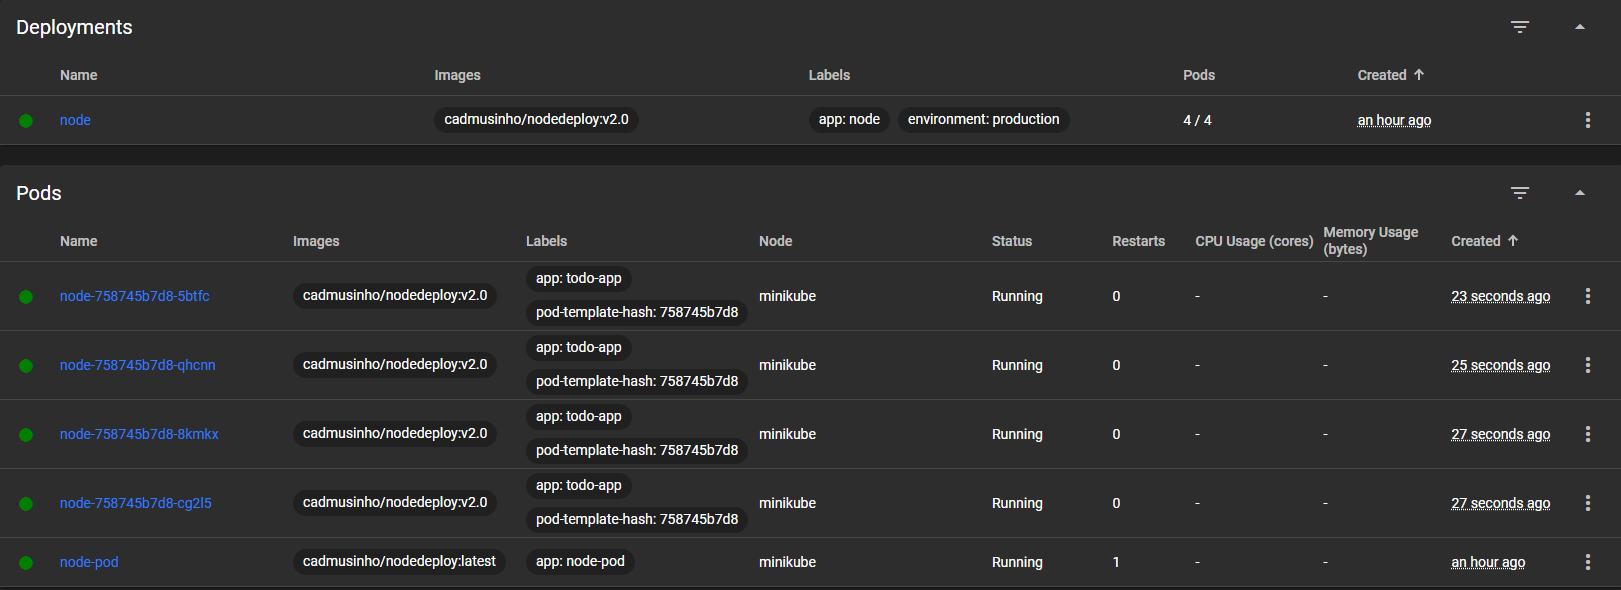 Deployments
Name Images Labels Pods Created
node cadmusinho/nodedeploy:v2.0 app: node environment: production 4 / 4 an hour ago
Pods
Name Images Labels Node Status Restarts CPU Usage (cores) Memory Usage (bytes) Created
node-758745b7d8-5btfc cadmusinho/nodedeploy:v2.0 app: todo-app pod-template-hash: 758745b7d8 minikube Running 0 - - 23 seconds ago
node-758745b7d8-qhcnn cadmusinho/nodedeploy:v2.0 app: todo-app pod-template-hash: 758745b7d8 minikube Running 0 - - 25 seconds ago
node-758745b7d8-8kmkx cadmusinho/nodedeploy:v2.0 app: todo-app pod-template-hash: 758745b7d8 minikube Running 0 - - 27 seconds ago
node-758745b7d8-cg2l5 cadmusinho/nodedeploy:v2.0 app: todo-app pod-template-hash: 758745b7d8 minikube Running 0 - - 27 seconds ago
node-pod cadmusinho/nodedeploy:latest app: node-pod minikube Running 1 - - an hour ago